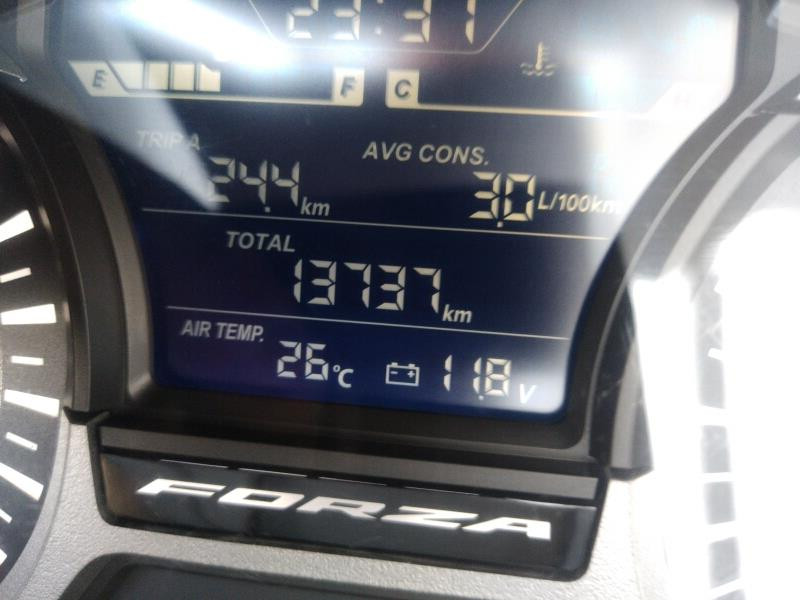 23:31
E F C H
TRIP A AVG CONS.
24.4 km 3.0 L/100km
TOTAL
13737 km
AIR TEMP.
26 °C 11.8 V
FORZA